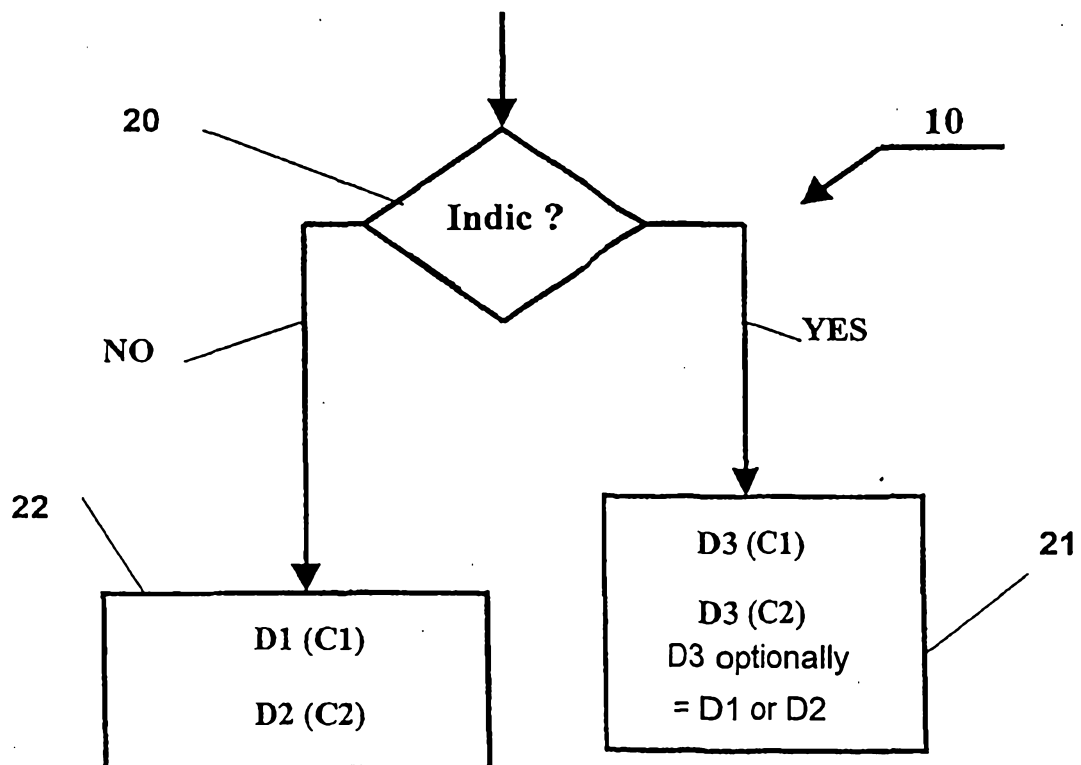 20
10
Indic ?
NO
YES
22
D3 (C1)
21
D3 (C2)
D3 optionally
= D1 or D2
D1 (C1)
D2 (C2)